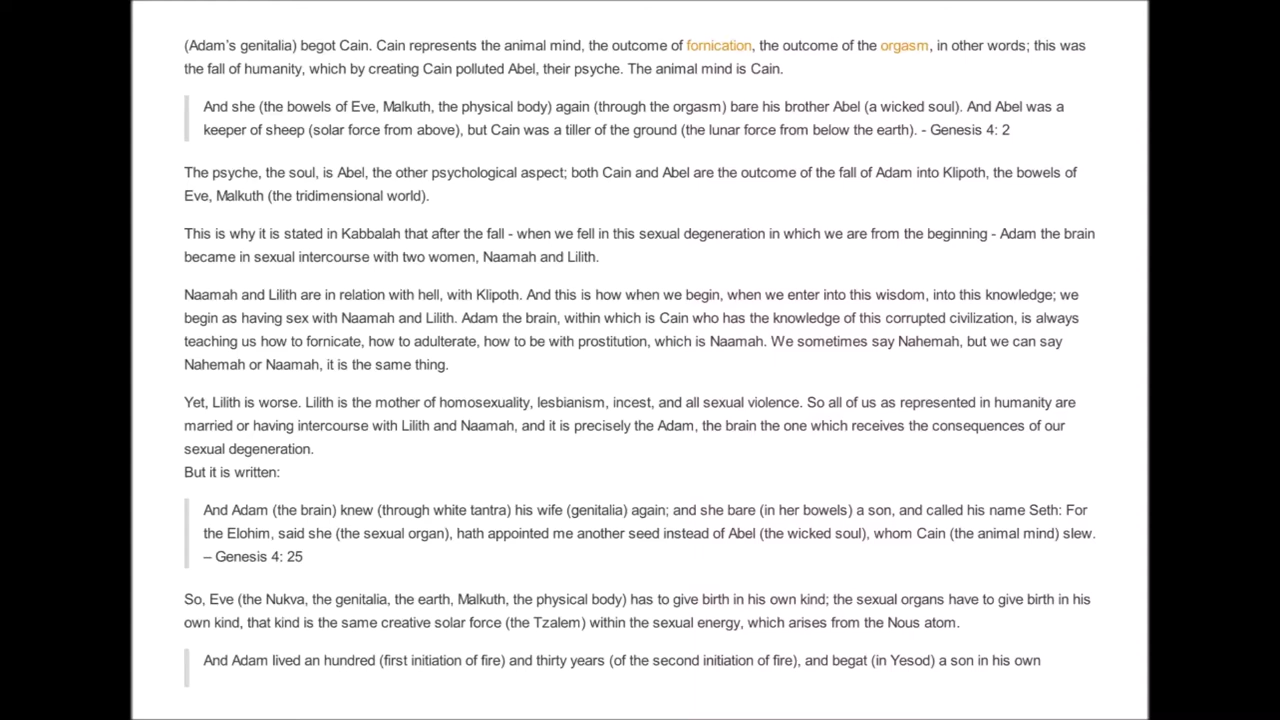 (Adam's genitalia) begot Cain. Cain represents the animal mind, the outcome of fornication, the outcome of the orgasm, in other words; this was
the fall of humanity, which by creating Cain polluted Abel, their psyche. The animal mind is Cain.
And she (the bowels of Eve, Malkuth, the physical body) again (through the orgasm) bare his brother Abel (a wicked soul). And Abel was a
keeper of sheep (solar force from above), but Cain was a tiller of the ground (the lunar force from below the earth). - Genesis 4: 2
The psyche, the soul, is Abel, the other psychological aspect; both Cain and Abel are the outcome of the fall of Adam into Klipoth, the bowels of
Eve, Malkuth (the tridimensional world).
This is why it is stated in Kabbalah that after the fall - when we fell in this sexual degeneration in which we are from the beginning - Adam the brain
became in sexual intercourse with two women, Naamah and Lilith.
Naamah and Lilith are in relation with hell, with Klipoth. And this is how when we begin, when we enter into this wisdom, into this knowledge; we
begin as having sex with Naamah and Lilith. Adam the brain, within which is Cain who has the knowledge of this corrupted civilization, is always
teaching us how to fornicate, how to adulterate, how to be with prostitution, which is Naamah. We sometimes say Nahemah, but we can say
Nahemah or Naamah, it is the same thing.
Yet, Lilith is worse. Lilith is the mother of homosexuality, lesbianism, incest, and all sexual violence. So all of us as represented in humanity are
married or having intercourse with Lilith and Naamah, and it is precisely the Adam, the brain the one which receives the consequences of our
sexual degeneration.
But it is written:
And Adam (the brain) knew (through white tantra) his wife (genitalia) again; and she bare (in her bowels) a son, and called his name Seth: For
the Elohim, said she (the sexual organ), hath appointed me another seed instead of Abel (the wicked soul), whom Cain (the animal mind) slew.
– Genesis 4: 25
So, Eve (the Nukva, the genitalia, the earth, Malkuth, the physical body) has to give birth in his own kind; the sexual organs have to give birth in his
own kind, that kind is the same creative solar force (the Tzalem) within the sexual energy, which arises from the Nous atom.
And Adam lived an hundred (first initiation of fire) and thirty years (of the second initiation of fire), and begat (in Yesod) a son in his own